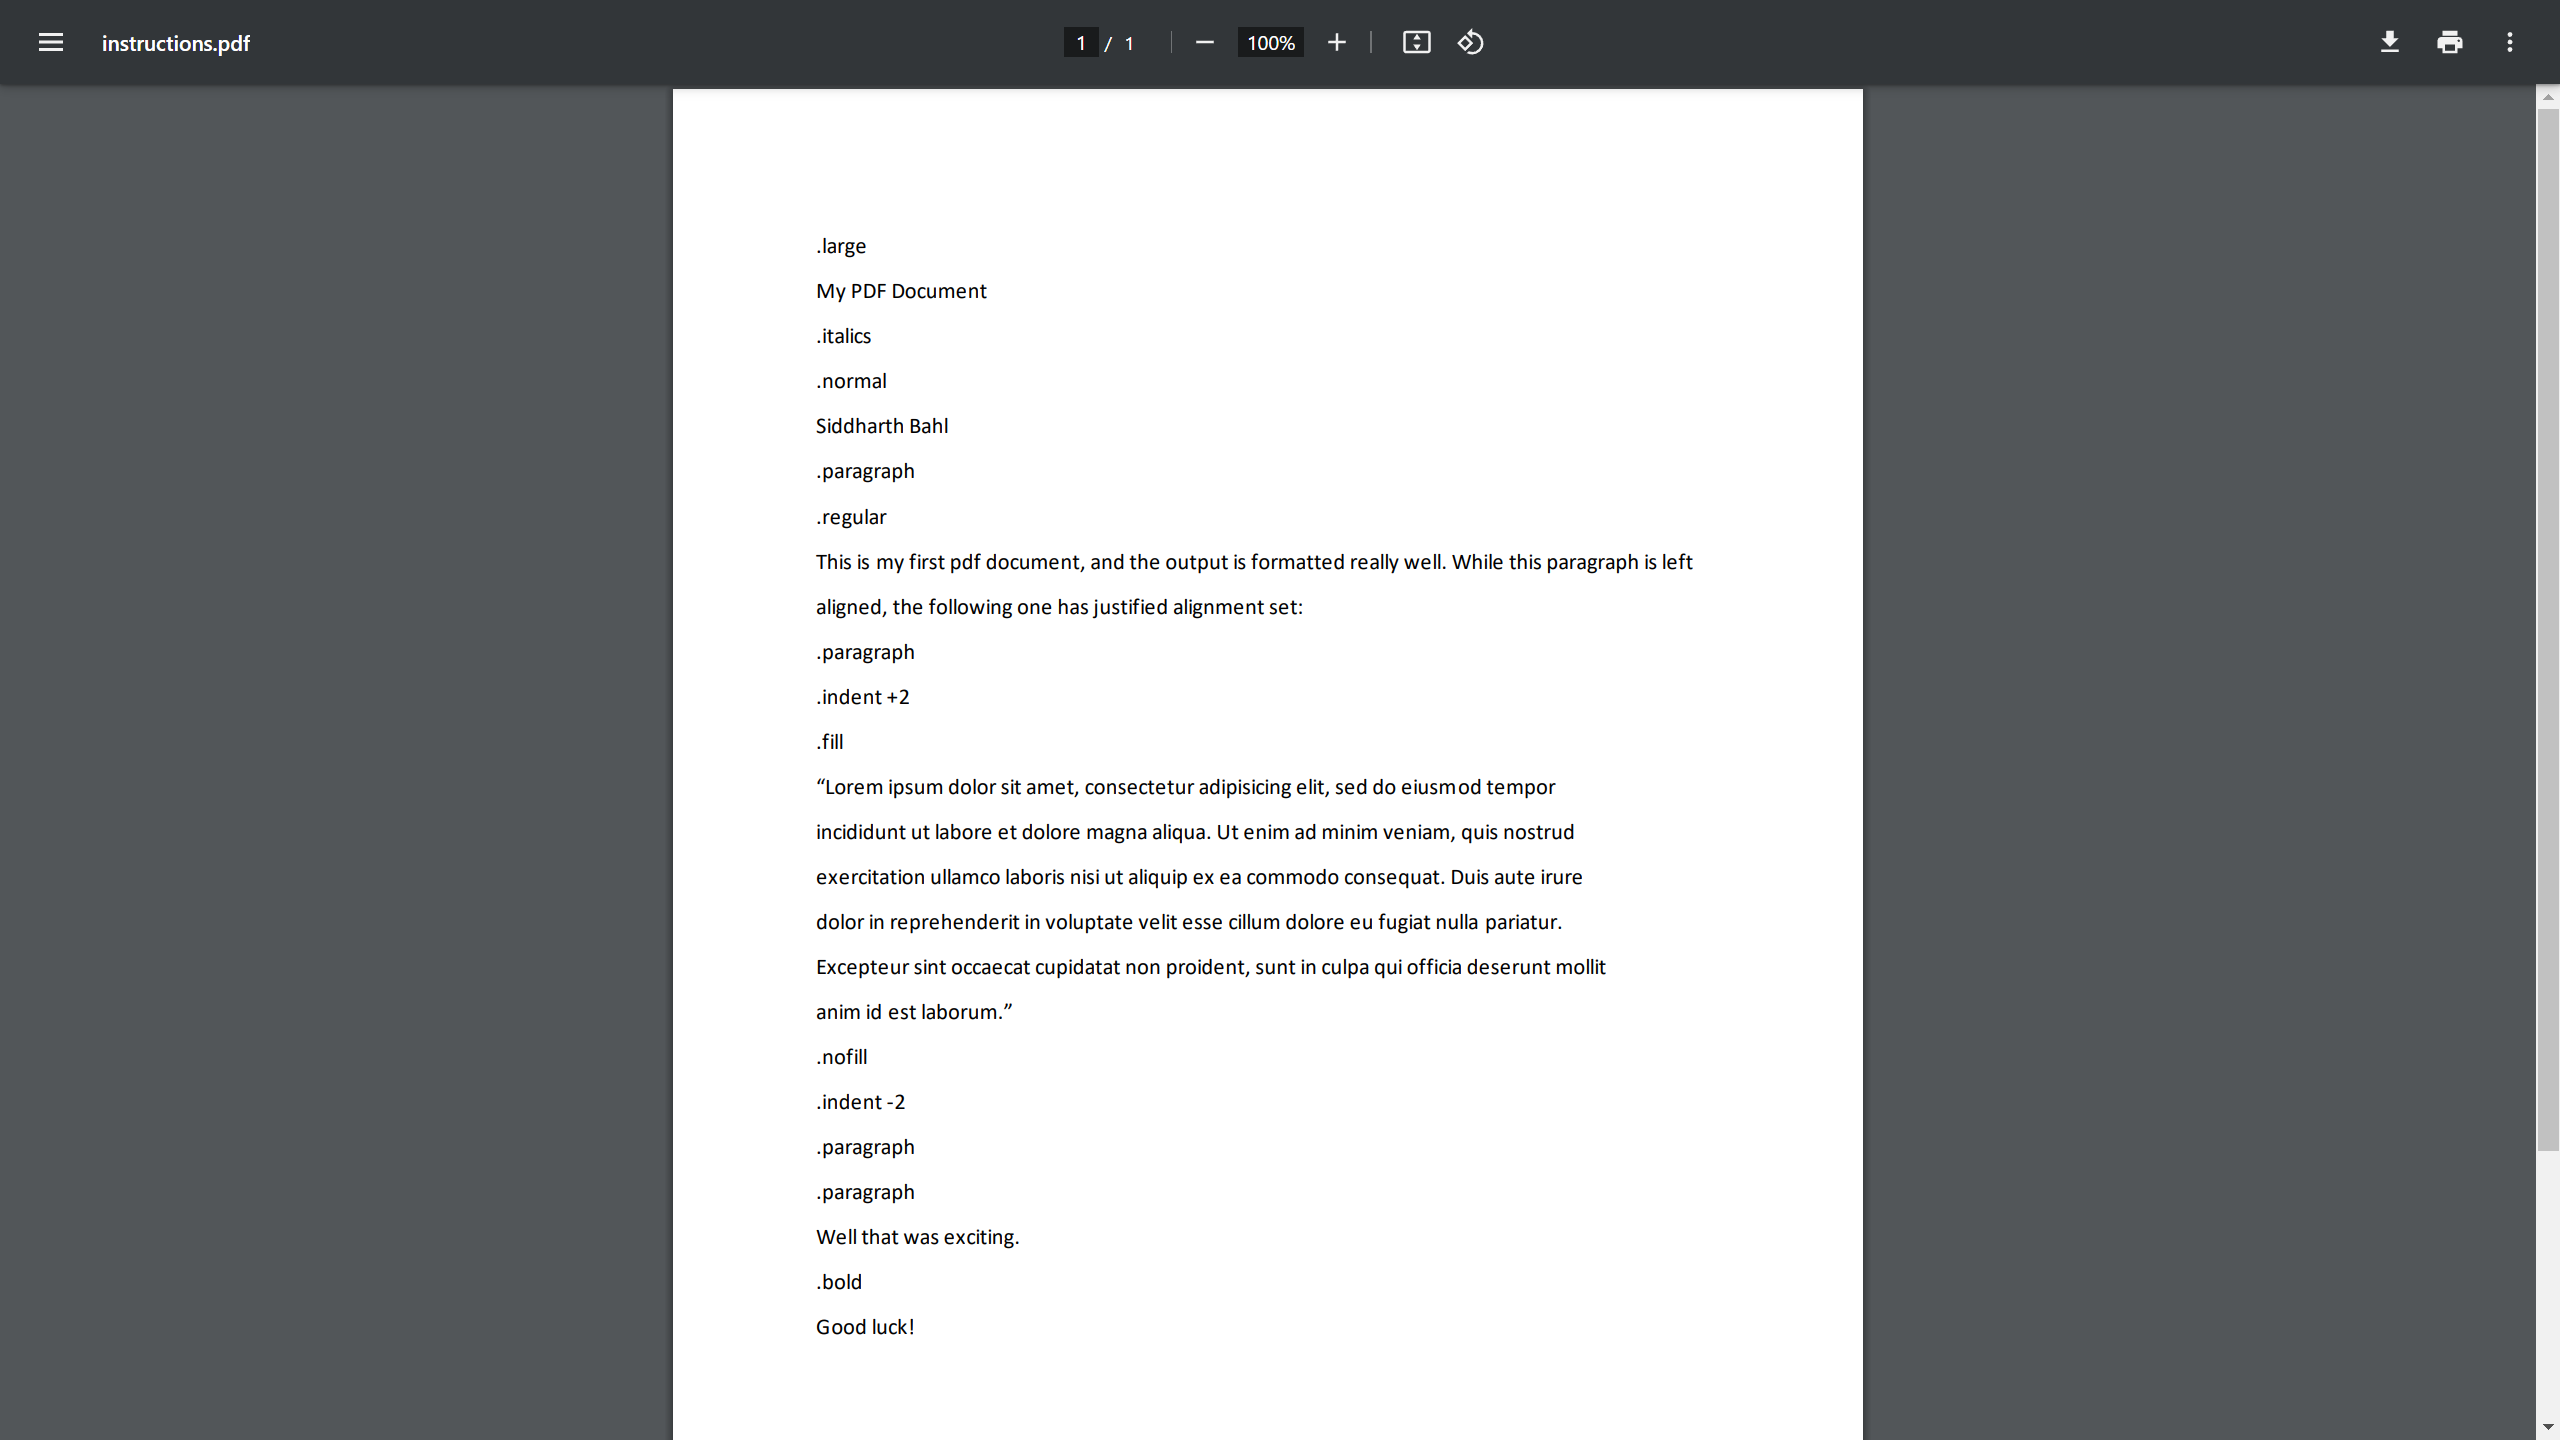 instructions.pdf
1 / 1
100%
.large
My PDF Document
.italics
.normal
Siddharth Bahl
.paragraph
.regular
This is my first pdf document, and the output is formatted really well. While this paragraph is left
aligned, the following one has justified alignment set:
.paragraph
.indent +2
.fill
“Lorem ipsum dolor sit amet, consectetur adipisicing elit, sed do eiusmod tempor
incididunt ut labore et dolore magna aliqua. Ut enim ad minim veniam, quis nostrud
exercitation ullamco laboris nisi ut aliquip ex ea commodo consequat. Duis aute irure
dolor in reprehenderit in voluptate velit esse cillum dolore eu fugiat nulla pariatur.
Excepteur sint occaecat cupidatat non proident, sunt in culpa qui officia deserunt mollit
anim id est laborum.”
.nofill
.indent -2
.paragraph
.paragraph
Well that was exciting.
.bold
Good luck!